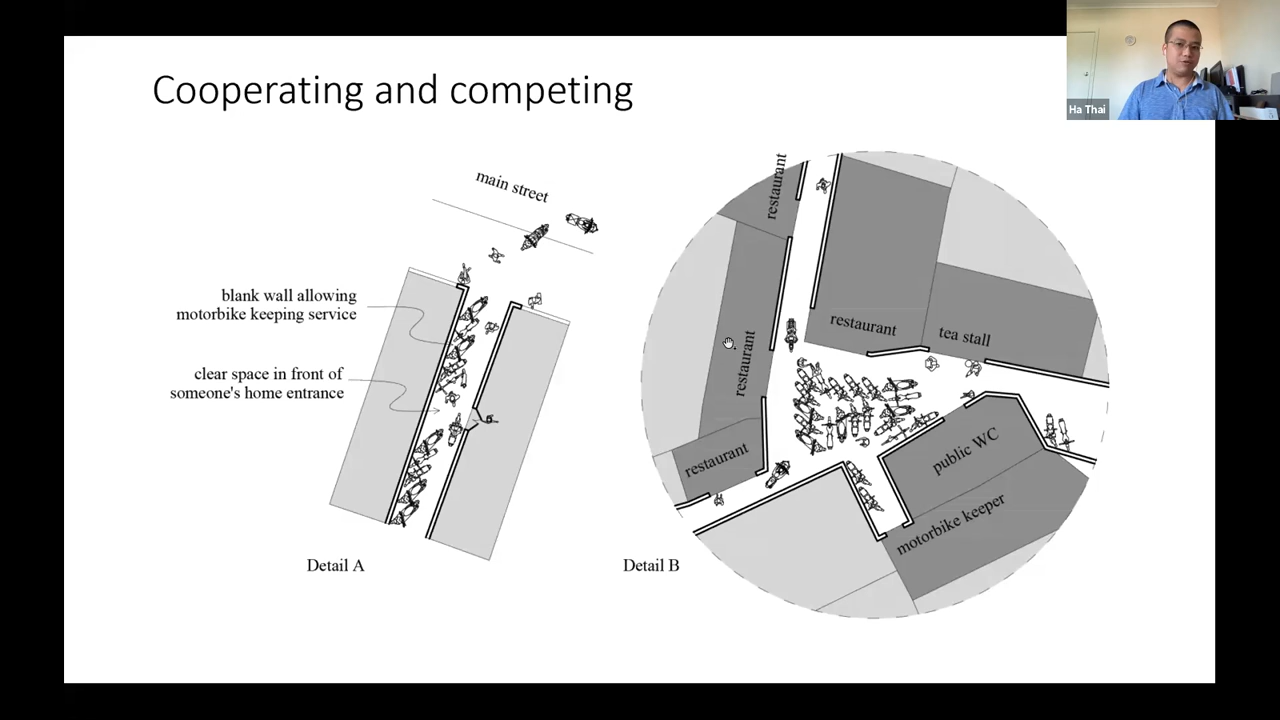 Cooperating and competing
Ha Thai
main street
blank wall allowing
motorbike keeping service
clear space in front of
someone's home entrance
Detail A
restaurant
restaurant
restaurant
tea stall
restaurant
public WC
motorbike keeper
Detail B